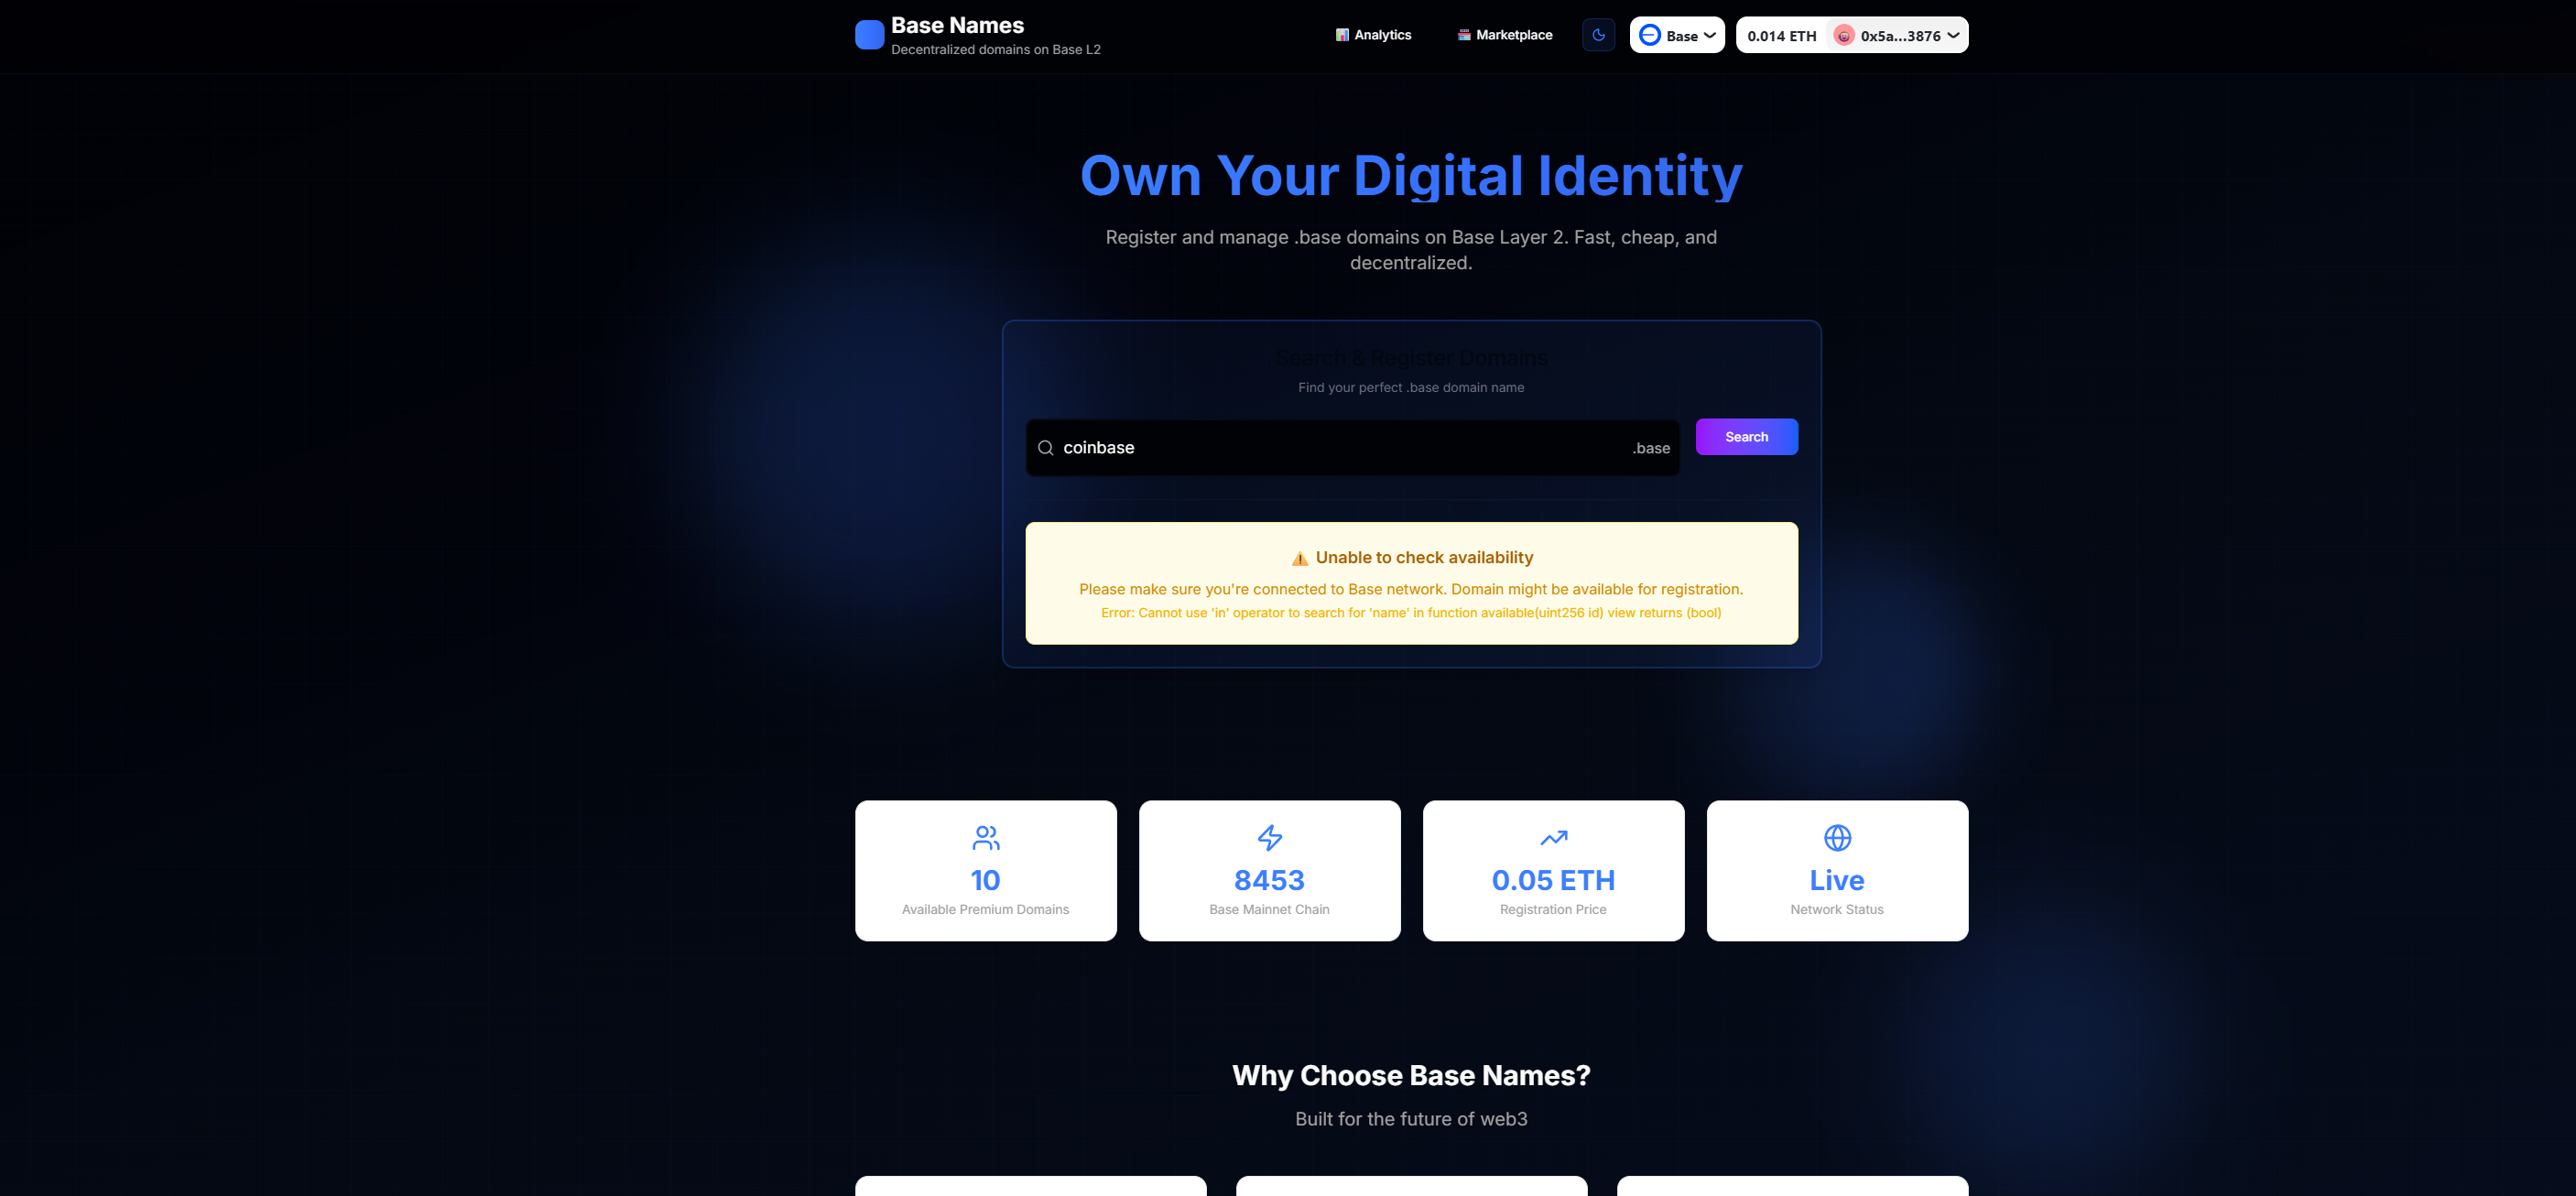 Base Names
Decentralized domains on Base L2
Analytics
Marketplace
Base
0.014 ETH
0x5a...3876
Own Your Digital Identity
Register and manage .base domains on Base Layer 2. Fast, cheap, and
decentralized.
Search & Register Domains
Find your perfect .base domain name
coinbase
.base
Search
Unable to check availability
Please make sure you're connected to Base network. Domain might be available for registration.
Error: Cannot use 'in' operator to search for 'name' in function available(uint256 id) view returns (bool)
10
Available Premium Domains
8453
Base Mainnet Chain
0.05 ETH
Registration Price
Live
Network Status
Why Choose Base Names?
Built for the future of web3